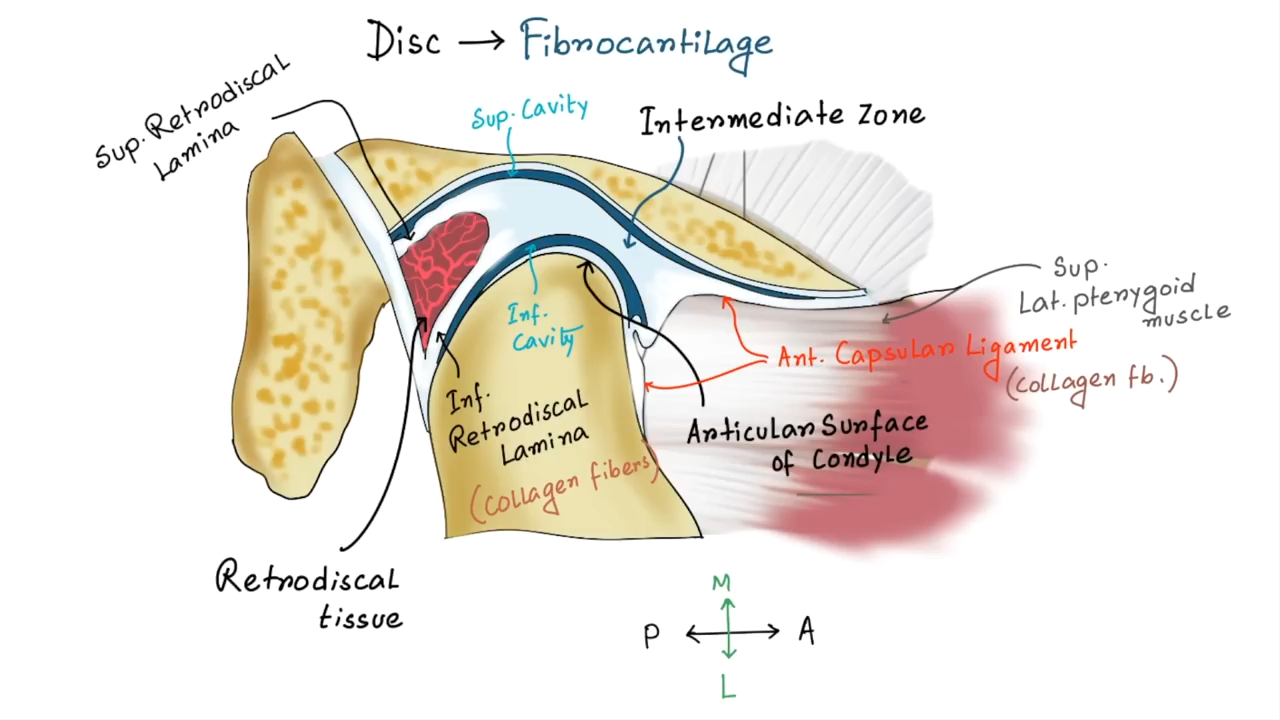 Disc → Fibrocartilage
Sup. Retrodiscal
Lamina
Sup. Cavity
Intermediate Zone
Sup.
Lat. pterygoid
muscle
Inf.
Cavity
Ant. Capsular Ligament
(Collagen fb.)
Inf.
Retrodiscal
Lamina
(Collagen fibers)
Articular Surface
of Condyle
Retrodiscal
tissue
M
P
A
L